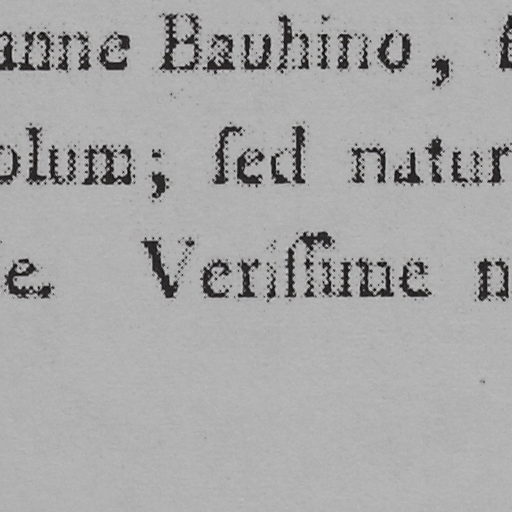 anne Bauhino,
olum; ſed natur
e. Veriſſime n